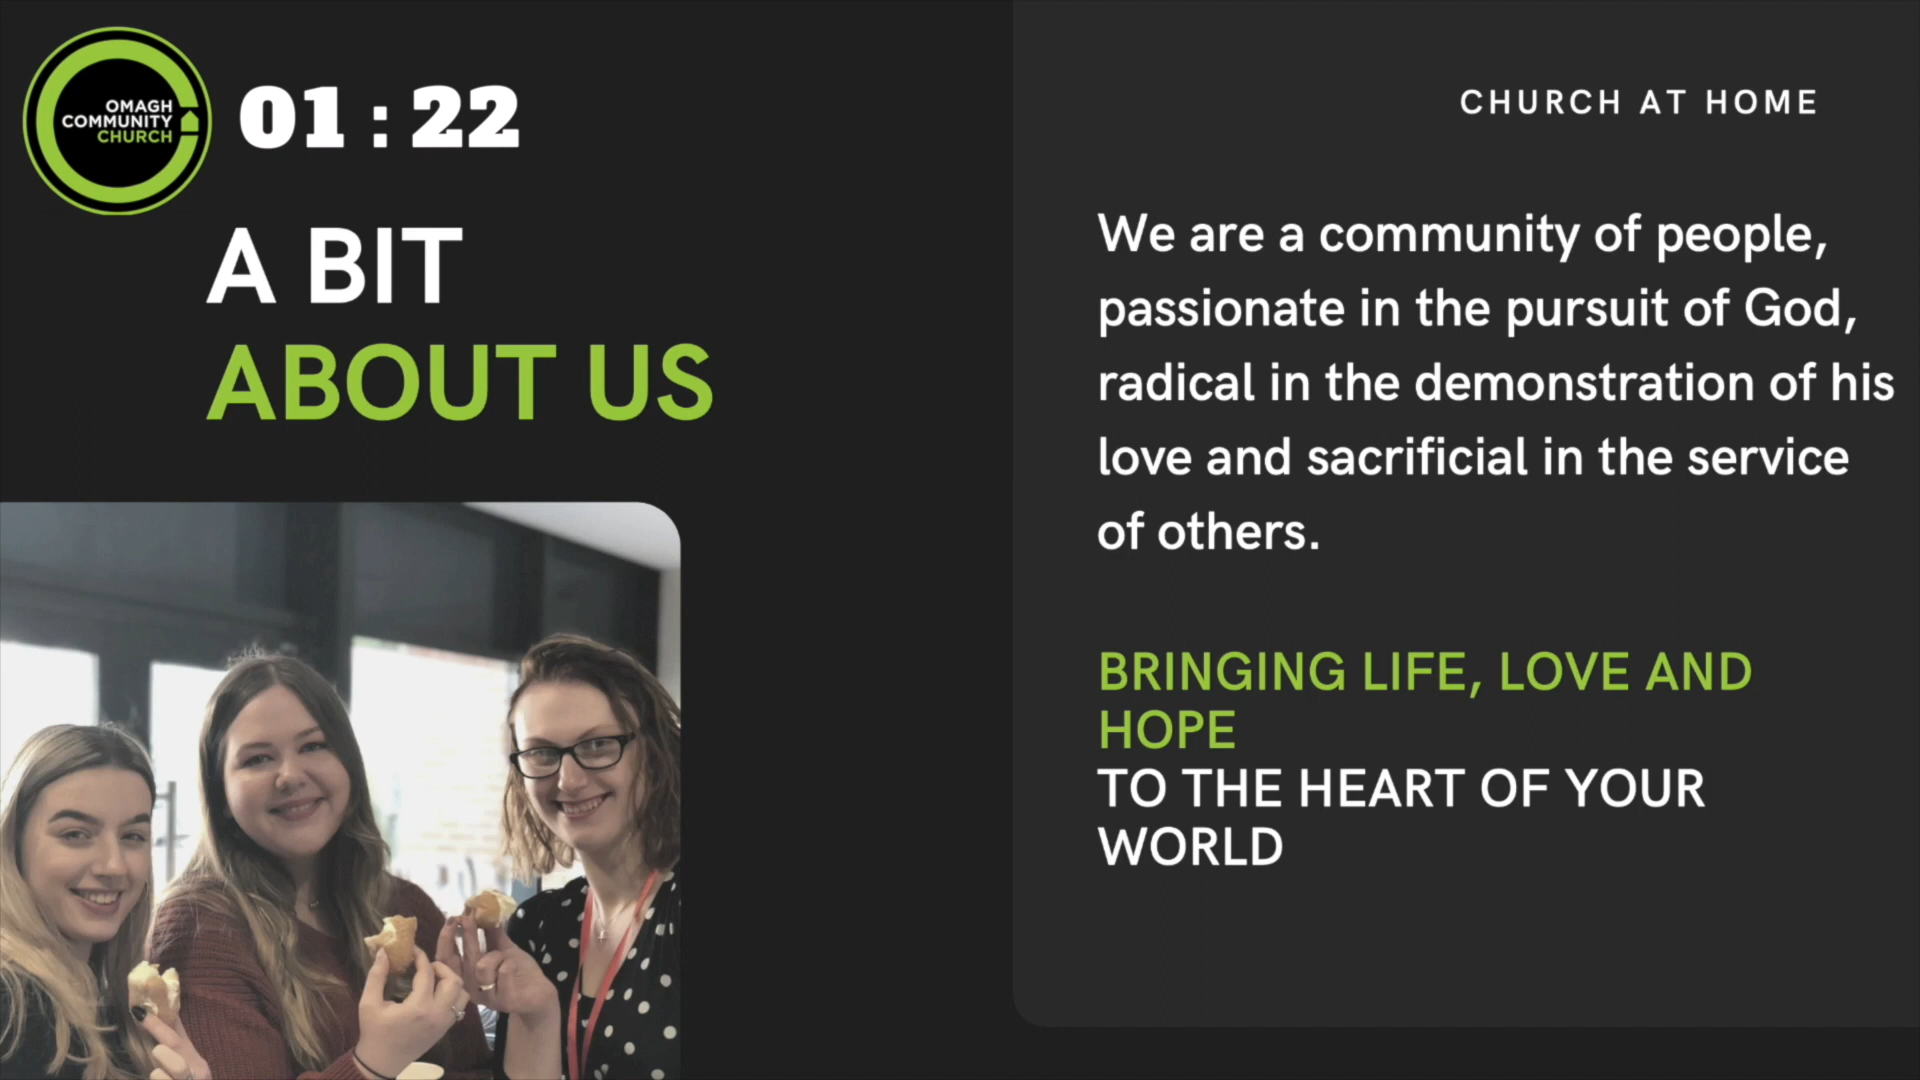 OMAGH
COMMUNITY
CHURCH
01 : 22
A BIT
ABOUT US
CHURCH AT HOME
We are a community of people,
passionate in the pursuit of God,
radical in the demonstration of his
love and sacrificial in the service
of others.
BRINGING LIFE, LOVE AND
HOPE
TO THE HEART OF YOUR
WORLD